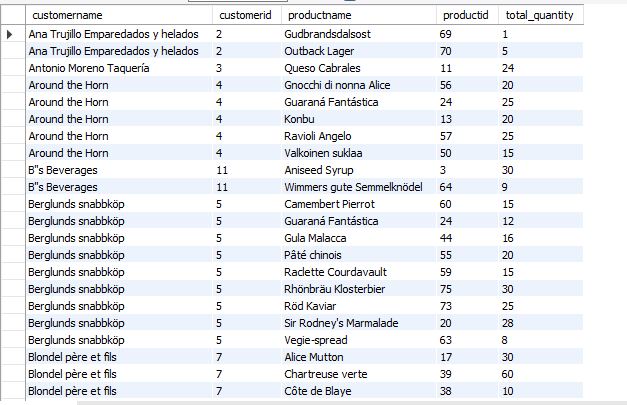 customername customerid productname productid total_quantity
Ana Trujillo Emparedados y helados 2 Gudbrandsdalsost 69 1
Ana Trujillo Emparedados y helados 2 Outback Lager 70 5
Antonio Moreno Taquería 3 Queso Cabrales 11 24
Around the Horn 4 Gnocchi di nonna Alice 56 20
Around the Horn 4 Guaraná Fantástica 24 25
Around the Horn 4 Konbu 13 20
Around the Horn 4 Ravioli Angelo 57 25
Around the Horn 4 Valkoinen suklaa 50 15
B"s Beverages 11 Aniseed Syrup 3 30
B"s Beverages 11 Wimmers gute Semmelknödel 64 9
Berglunds snabbköp 5 Camembert Pierrot 60 15
Berglunds snabbköp 5 Guaraná Fantástica 24 12
Berglunds snabbköp 5 Gula Malacca 44 16
Berglunds snabbköp 5 Pâté chinois 55 20
Berglunds snabbköp 5 Raclette Courdavault 59 15
Berglunds snabbköp 5 Rhönbräu Klosterbier 75 30
Berglunds snabbköp 5 Röd Kaviar 73 25
Berglunds snabbköp 5 Sir Rodney's Marmalade 20 28
Berglunds snabbköp 5 Vegie-spread 63 8
Blondel père et fils 7 Alice Mutton 17 30
Blondel père et fils 7 Chartreuse verte 39 60
Blondel père et fils 7 Côte de Blaye 38 10